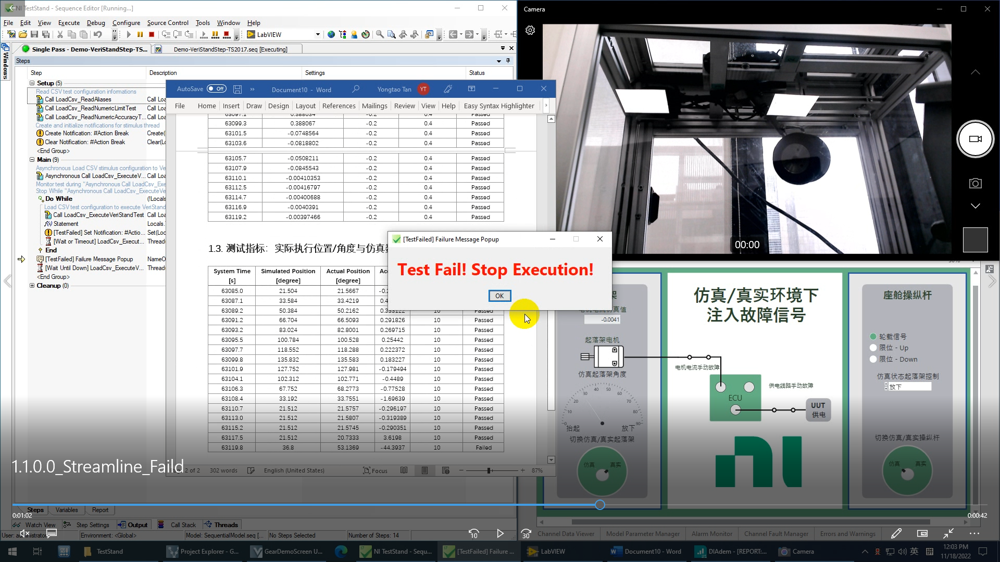 NI TestStand - Sequence Editor [Running...]
File Edit View Execute Debug Configure Source Control Tools Window Help
LabVIEW
Single Pass - Demo-VeriStandStep-TS...
Demo-VeriStandStep-TS2017.seq [Executing]
Windows
Steps
Step Description Settings Status
Setup (5)
Read CSV test configuration informations
Call LoadCsv_ReadAliases Call Loa
Call LoadCsv_ReadNumericLimitTest Call Loa
Call LoadCsv_ReadNumericAccuracyT... Call Loa
Create and initialize notifications for stimulus thread
Create Notification: #Action Break Create(
Clear Notification: #Action Break Clear(Lo
<End Group>
Main (9)
Asynchronous Load CSV stimulus configuration to Ve
Asynchronous Call LoadCsv_ExecuteV... Call Loa
Monitor test during "Asynchronous Call LoadCsv_Exe
Stop While "Asynchronous Call LoadCsv_ExecuteVe
Do While (!Locals
Load CSV test configuration to execute VeriStand
Call LoadCsv_ExecuteVeriStandTest Call Loa
Statement Locals.
[TestFailed] Set Notification: #Actio... Set(Loc
[Wait or Timeout] LoadCsv_Execut... Thread
End
[TestFailed] Failure Message Popup NameO
[Wait Until Down] LoadCsv_ExecuteV... Thread
<End Group>
Cleanup (0)
AutoSave Off
Document10 - Word
Yongtao Tan YT
File Home Insert Draw Design Layout References Mailings Review View Help Easy Syntax Highlighter
63097.1 0.388034 -0.2 0.4 Passed
63099.3 0.388067 -0.2 0.4 Passed
63101.5 -0.0748564 -0.2 0.4 Passed
63103.6 -0.0818802 -0.2 0.4 Passed
63105.7 -0.0508211 -0.2 0.4 Passed
63107.9 -0.0845543 -0.2 0.4 Passed
63110.1 -0.00410353 -0.2 0.4 Passed
63112.5 -0.00416797 -0.2 0.4 Passed
63114.7 -0.00400688 -0.2 0.4 Passed
63116.9 -0.0040391 -0.2 0.4 Passed
63119.2 -0.00397466 -0.2 0.4 Passed
1.3. 测试指标：实际执行位置/角度与仿真
System Time [s] Simulated Position [degree] Actual Position [degree]
63085.0 21.504 21.5667
63087.1 33.584 33.4219
63089.2 50.384 50.2162 0.333122 10 Passed
63091.2 66.704 66.5093 0.291826 10 Passed
63093.2 83.024 82.8001 0.269715 10 Passed
63095.5 100.784 100.528 0.25442 10 Passed
63097.7 118.552 118.288 0.222372 10 Passed
63099.8 135.832 135.583 0.183227 10 Passed
63101.9 127.752 127.981 -0.179494 10 Passed
63104.1 102.312 102.771 -0.4489 10 Passed
63106.3 67.752 68.2773 -0.77528 10 Passed
63108.4 33.192 33.7551 -1.69639 10 Passed
63110.7 21.512 21.5757 -0.296197 10 Passed
63113.0 21.512 21.5807 -0.319389 10 Passed
63115.2 21.512 21.5745 -0.290351 10 Passed
63117.5 21.512 20.7333 3.6198 10 Passed
63119.8 36.8 53.1369 -44.3937 10 Failed
2 of 2 302 words English (United States) Focus 87%
[TestFailed] Failure Message Popup
Test Fail! Stop Execution!
OK
Camera
00:00
架
-0.0041
起落架电机
仿真起落架角度
0 10 20 30 40 50 60 70 80 90
抬起 放下
切换仿真/真实起落架
仿真 真实
仿真/真实环境下
注入故障信号
电机电流手动故障
供电线路手动故障
ECU
UUT
供电
座舱操纵杆
轮载信号
限位 - Up
限位 - Down
仿真状态起落架控制
放下
切换仿真/真实操纵杆
仿真 真实
1.1.0.0_Streamline_Faild
0:01:02
0:00:42
Steps Variables Report
Watch View Step Settings Output Call Stack Threads
User: administrator Environment: <Global> Model: SequentialModel.seq [... No Steps Selected Number of Steps: 14
10 30
Channel Data Viewer Model Parameter Manager Alarm Monitor Channel Fault Manager Errors and Warnings
TestStand Project Explorer - G... GearDemoScreen U... NI TestStand - Sequ... [TestFailed] Failure ... LabVIEW Document10 - Word DIAdem - [REPORT:... Camera
英
12:03 PM
11/18/2022